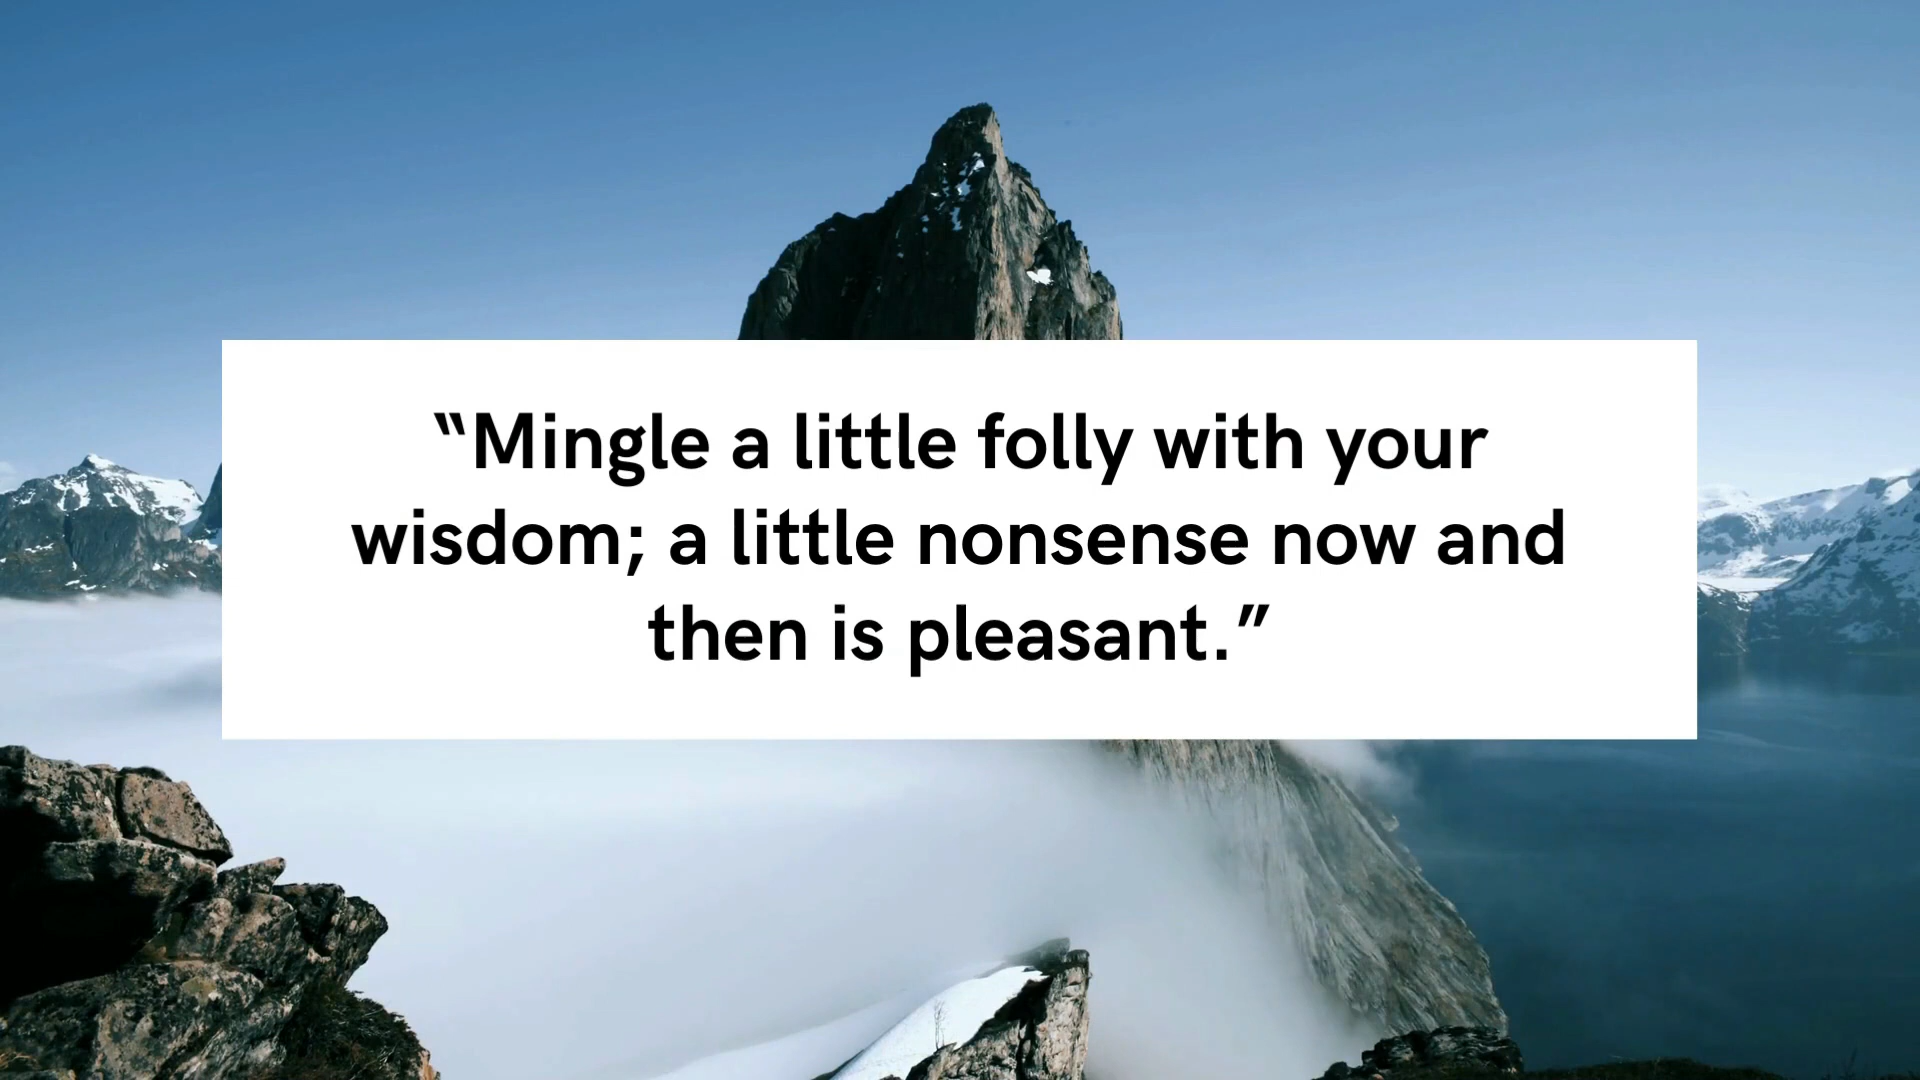 “Mingle a little folly with your
wisdom; a little nonsense now and
then is pleasant.”